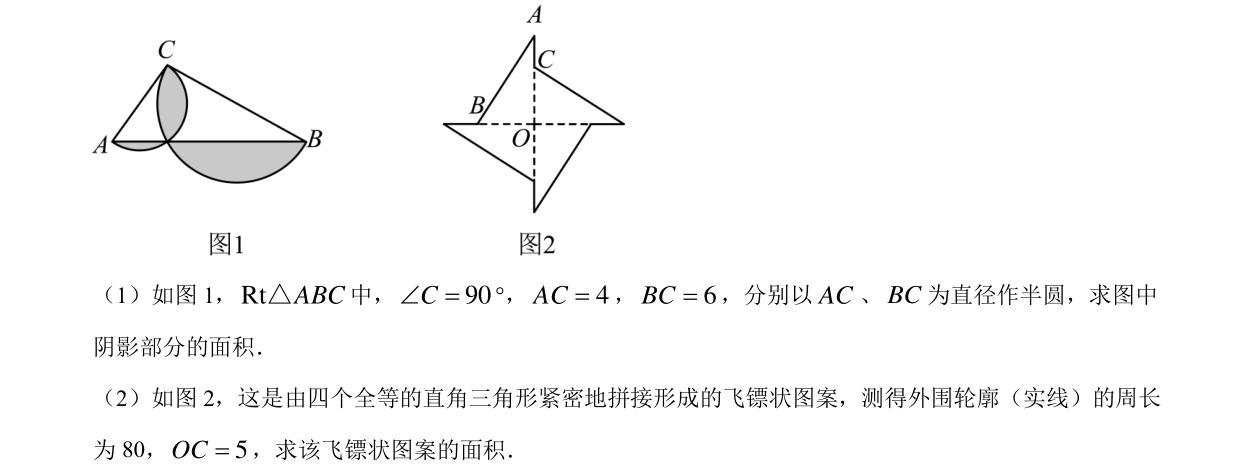 A
C
C
B
A
B
O
图1
图2
（1）如图 1，Rt△ABC 中，∠C = 90°，AC = 4，BC = 6，分别以 AC 、BC 为直径作半圆，求图中
阴影部分的面积．
（2）如图 2，这是由四个全等的直角三角形紧密地拼接形成的飞镖状图案，测得外围轮廓（实线）的周长
为 80，OC = 5，求该飞镖状图案的面积．